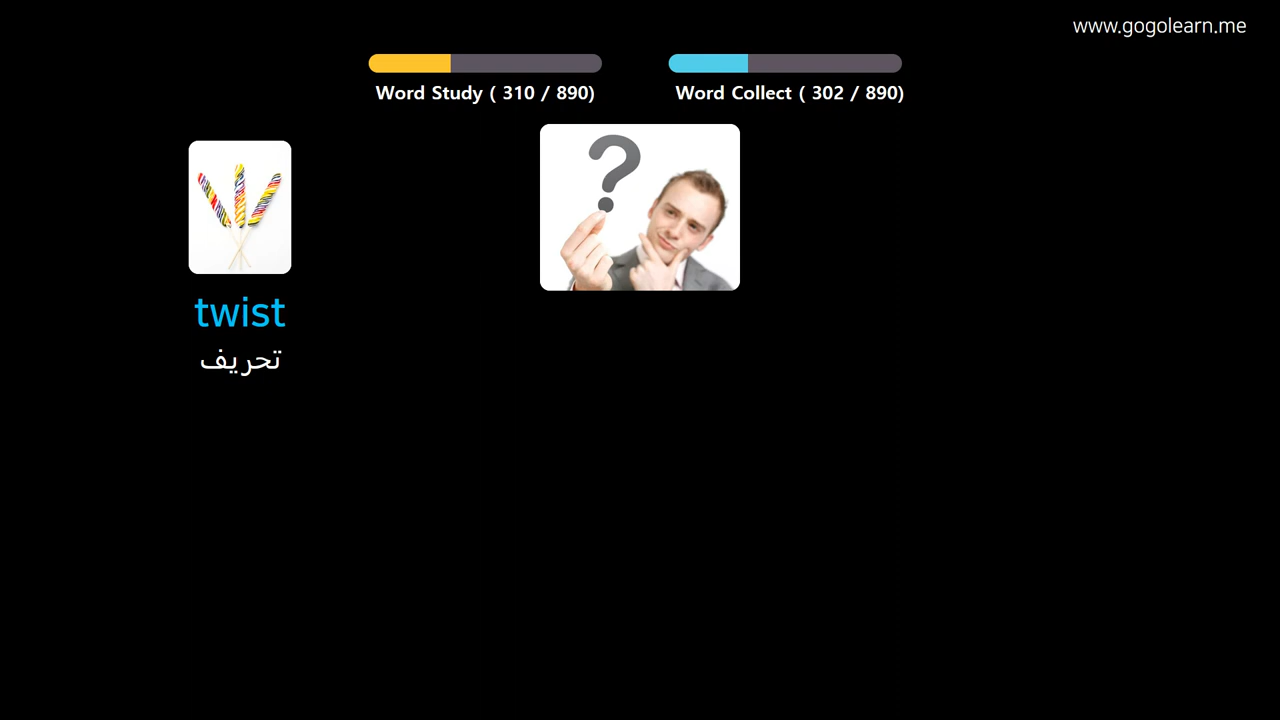 www.gogolearn.me
Word Study ( 310 / 890)
Word Collect ( 302 / 890)
?
twist
تحريف